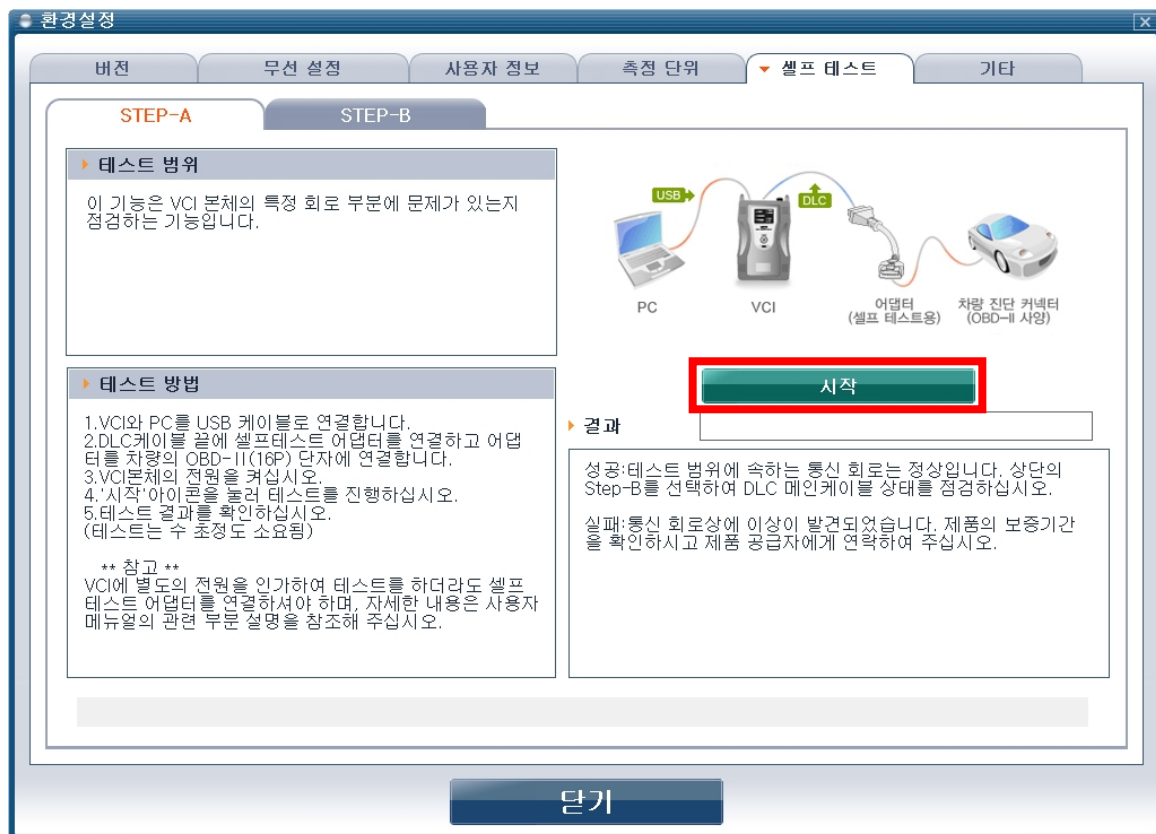 환경설정
버전
무선 설정
사용자 정보
측정 단위
셀프 테스트
기타
STEP-A
STEP-B
테스트 범위
이 기능은 VCI 본체의 특정 회로 부분에 문제가 있는지
점검하는 기능입니다.
USB
DLC
PC
VCI
어댑터
(셀프 테스트용)
차량 진단 커넥터
(OBD-II 사양)
테스트 방법
1.VCI와 PC를 USB 케이블로 연결합니다.
2.DLC케이블 끝에 셀프테스트 어댑터를 연결하고 어댑
터를 차량의 OBD-II(16P) 단자에 연결합니다.
3.VCI본체의 전원을 켜십시오.
4.'시작'아이콘을 눌러 테스트를 진행하십시오.
5.테스트 결과를 확인하십시오.
(테스트는 수 초정도 소요됨)
** 참고 **
VCI에 별도의 전원을 인가하여 테스트를 하더라도 셀프
테스트 어댑터를 연결하셔야 하며, 자세한 내용은 사용자
메뉴얼의 관련 부분 설명을 참조해 주십시오.
시작
결과
성공:테스트 범위에 속하는 통신 회로는 정상입니다. 상단의
Step-B를 선택하여 DLC 메인케이블 상태를 점검하십시오.
실패:통신 회로상에 이상이 발견되었습니다. 제품의 보증기간
을 확인하시고 제품 공급자에게 연락하여 주십시오.
닫기